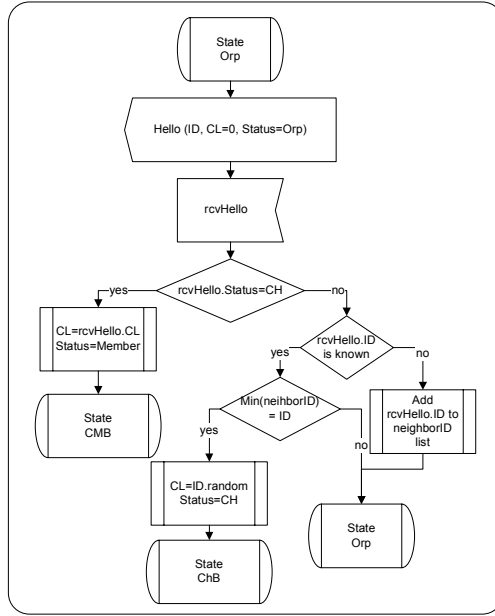 State
Orp
Hello (ID, CL=0, Status=Orp)
rcvHello
rcvHello.Status=CH
yes
no
CL=rcvHello.CL
Status=Member
rcvHello.ID
is known
State
CMB
yes
no
Min(neihborID)
= ID
Add
rcvHello.ID to
neighborID
list
yes
no
CL=ID.random
Status=CH
State
Orp
State
ChB